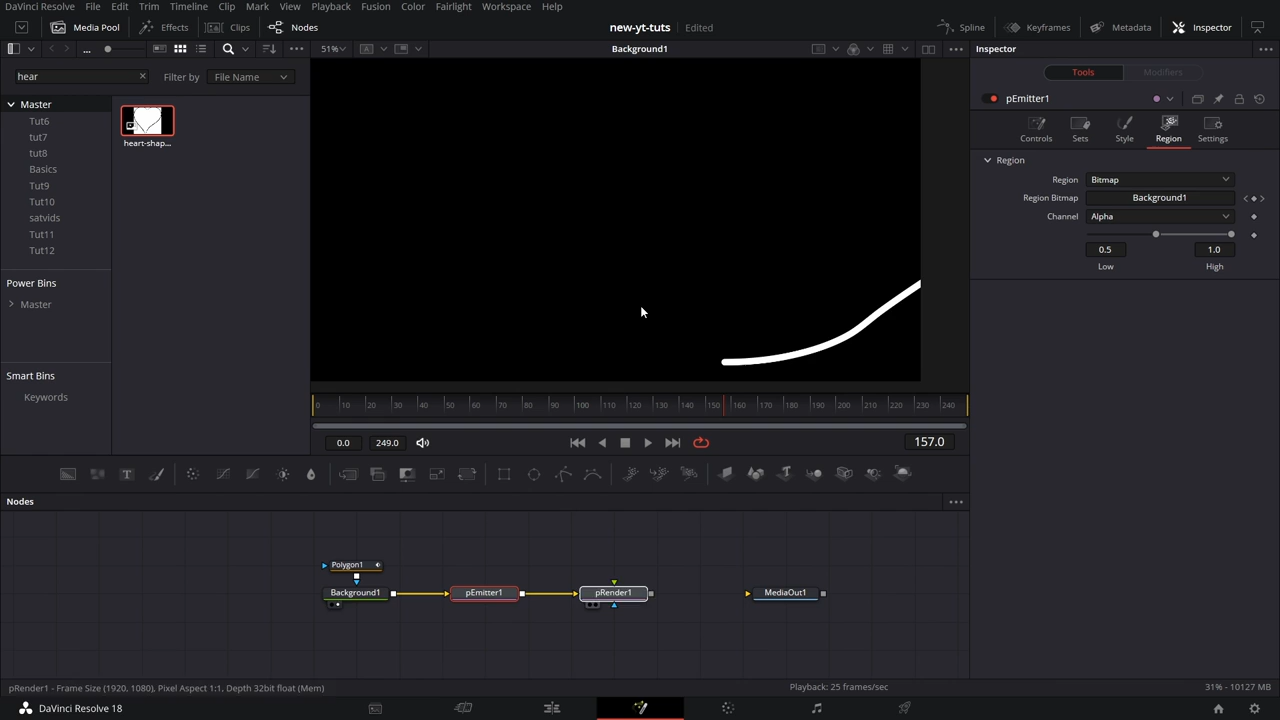 DaVinci Resolve File Edit Trim Timeline Clip Mark View Playback Fusion Color Fairlight Workspace Help
Media Pool Effects Clips Nodes new-yt-tuts Edited Spline Keyframes Metadata Inspector
... 51% Background1 Inspector
hear Filter by File Name
Tools Modifiers
Master
Tut6
tut7
tut8
Basics
Tut9
Tut10
satvids
Tut11
Tut12
Power Bins
Master
Smart Bins
Keywords
heart-shap...
pEmitter1
Controls Sets Style Region Settings
Region
Region Bitmap
Region Bitmap Background1
Channel Alpha
0.5 1.0
Low High
0 10 20 30 40 50 60 70 80 90 100 110 120 130 140 150 160 170 180 190 200 210 220 230 240
0.0 249.0 157.0
Nodes
Polygon1
Background1 pEmitter1 pRender1 MediaOut1
pRender1 - Frame Size (1920, 1080), Pixel Aspect 1:1, Depth 32bit float (Mem) Playback: 25 frames/sec 31% - 10127 MB
DaVinci Resolve 18